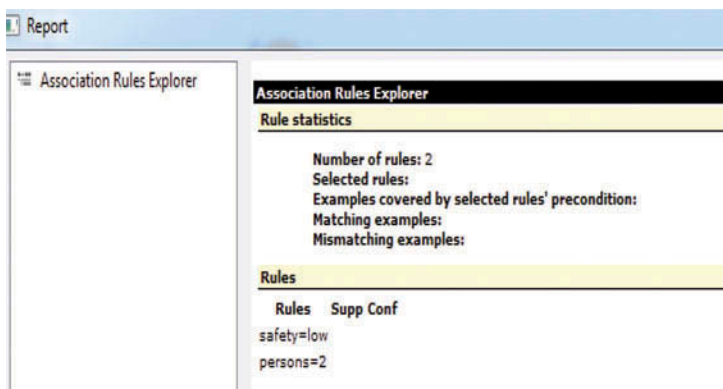 Report
Association Rules Explorer
Association Rules Explorer
Rule statistics
Number of rules: 2
Selected rules:
Examples covered by selected rules' precondition:
Matching examples:
Mismatching examples:
Rules
Rules Supp Conf
safety=low
persons=2